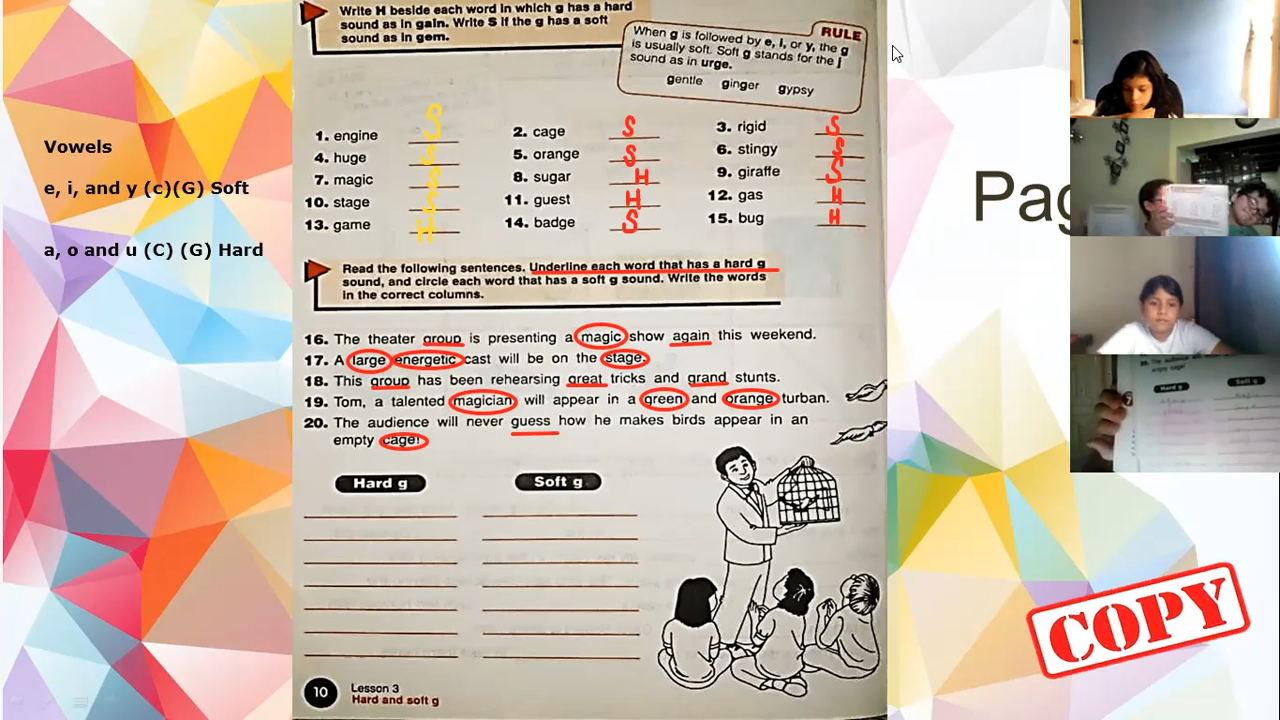 Write H beside each word in which g has a hard
sound as in gain. Write S if the g has a soft
sound as in gem.
RULE
When g is followed by e, i, or y, the g
is usually soft. Soft g stands for the j
sound as in urge.
gentle ginger gypsy
Vowels
e, i, and y (c)(G) Soft
a, o and u (C) (G) Hard
Pag
1. engine S 2. cage S 3. rigid S
4. huge S 5. orange S 6. stingy S
7. magic S 8. sugar H 9. giraffe S
10. stage S 11. guest H 12. gas H
13. game H 14. badge S 15. bug H
Read the following sentences. Underline each word that has a hard g
sound, and circle each word that has a soft g sound. Write the words
in the correct columns.
16. The theater group is presenting a magic show again this weekend.
17. A large energetic cast will be on the stage.
18. This group has been rehearsing great tricks and grand stunts.
19. Tom, a talented magician, will appear in a green and orange turban.
20. The audience will never guess how he makes birds appear in an
empty cage!
Hard g Soft g
COPY
10 Lesson 3
Hard and soft g
Hard g Soft g